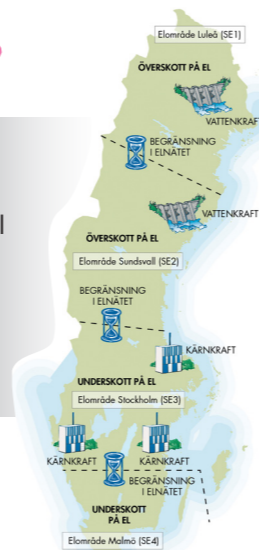 Elområde Luleå (SE1)
ÖVERSKOTT PÅ EL
VATTENKRAFT
BEGRÄNSNING
I ELNÄTET
VATTENKRAFT
ÖVERSKOTT PÅ EL
Elområde Sundsvall (SE2)
BEGRÄNSNING
I ELNÄTET
KÄRNKRAFT
UNDERSKOTT PÅ EL
Elområde Stockholm (SE3)
KÄRNKRAFT
KÄRNKRAFT
BEGRÄNSNING
I ELNÄTET
UNDERSKOTT
PÅ EL
Elområde Malmö (SE4)